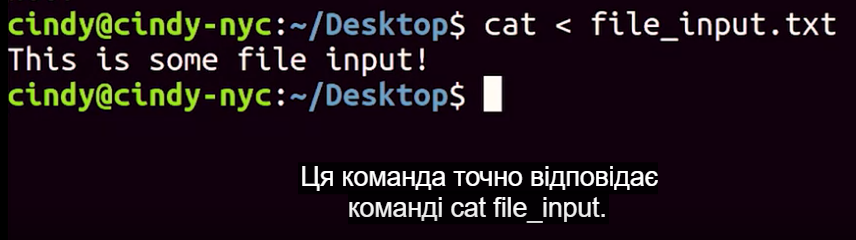 cindy@cindy-nyc:~/Desktop$ cat < file_input.txt
This is some file input!
cindy@cindy-nyc:~/Desktop$
Ця команда точно відповідає
команді cat file_input.